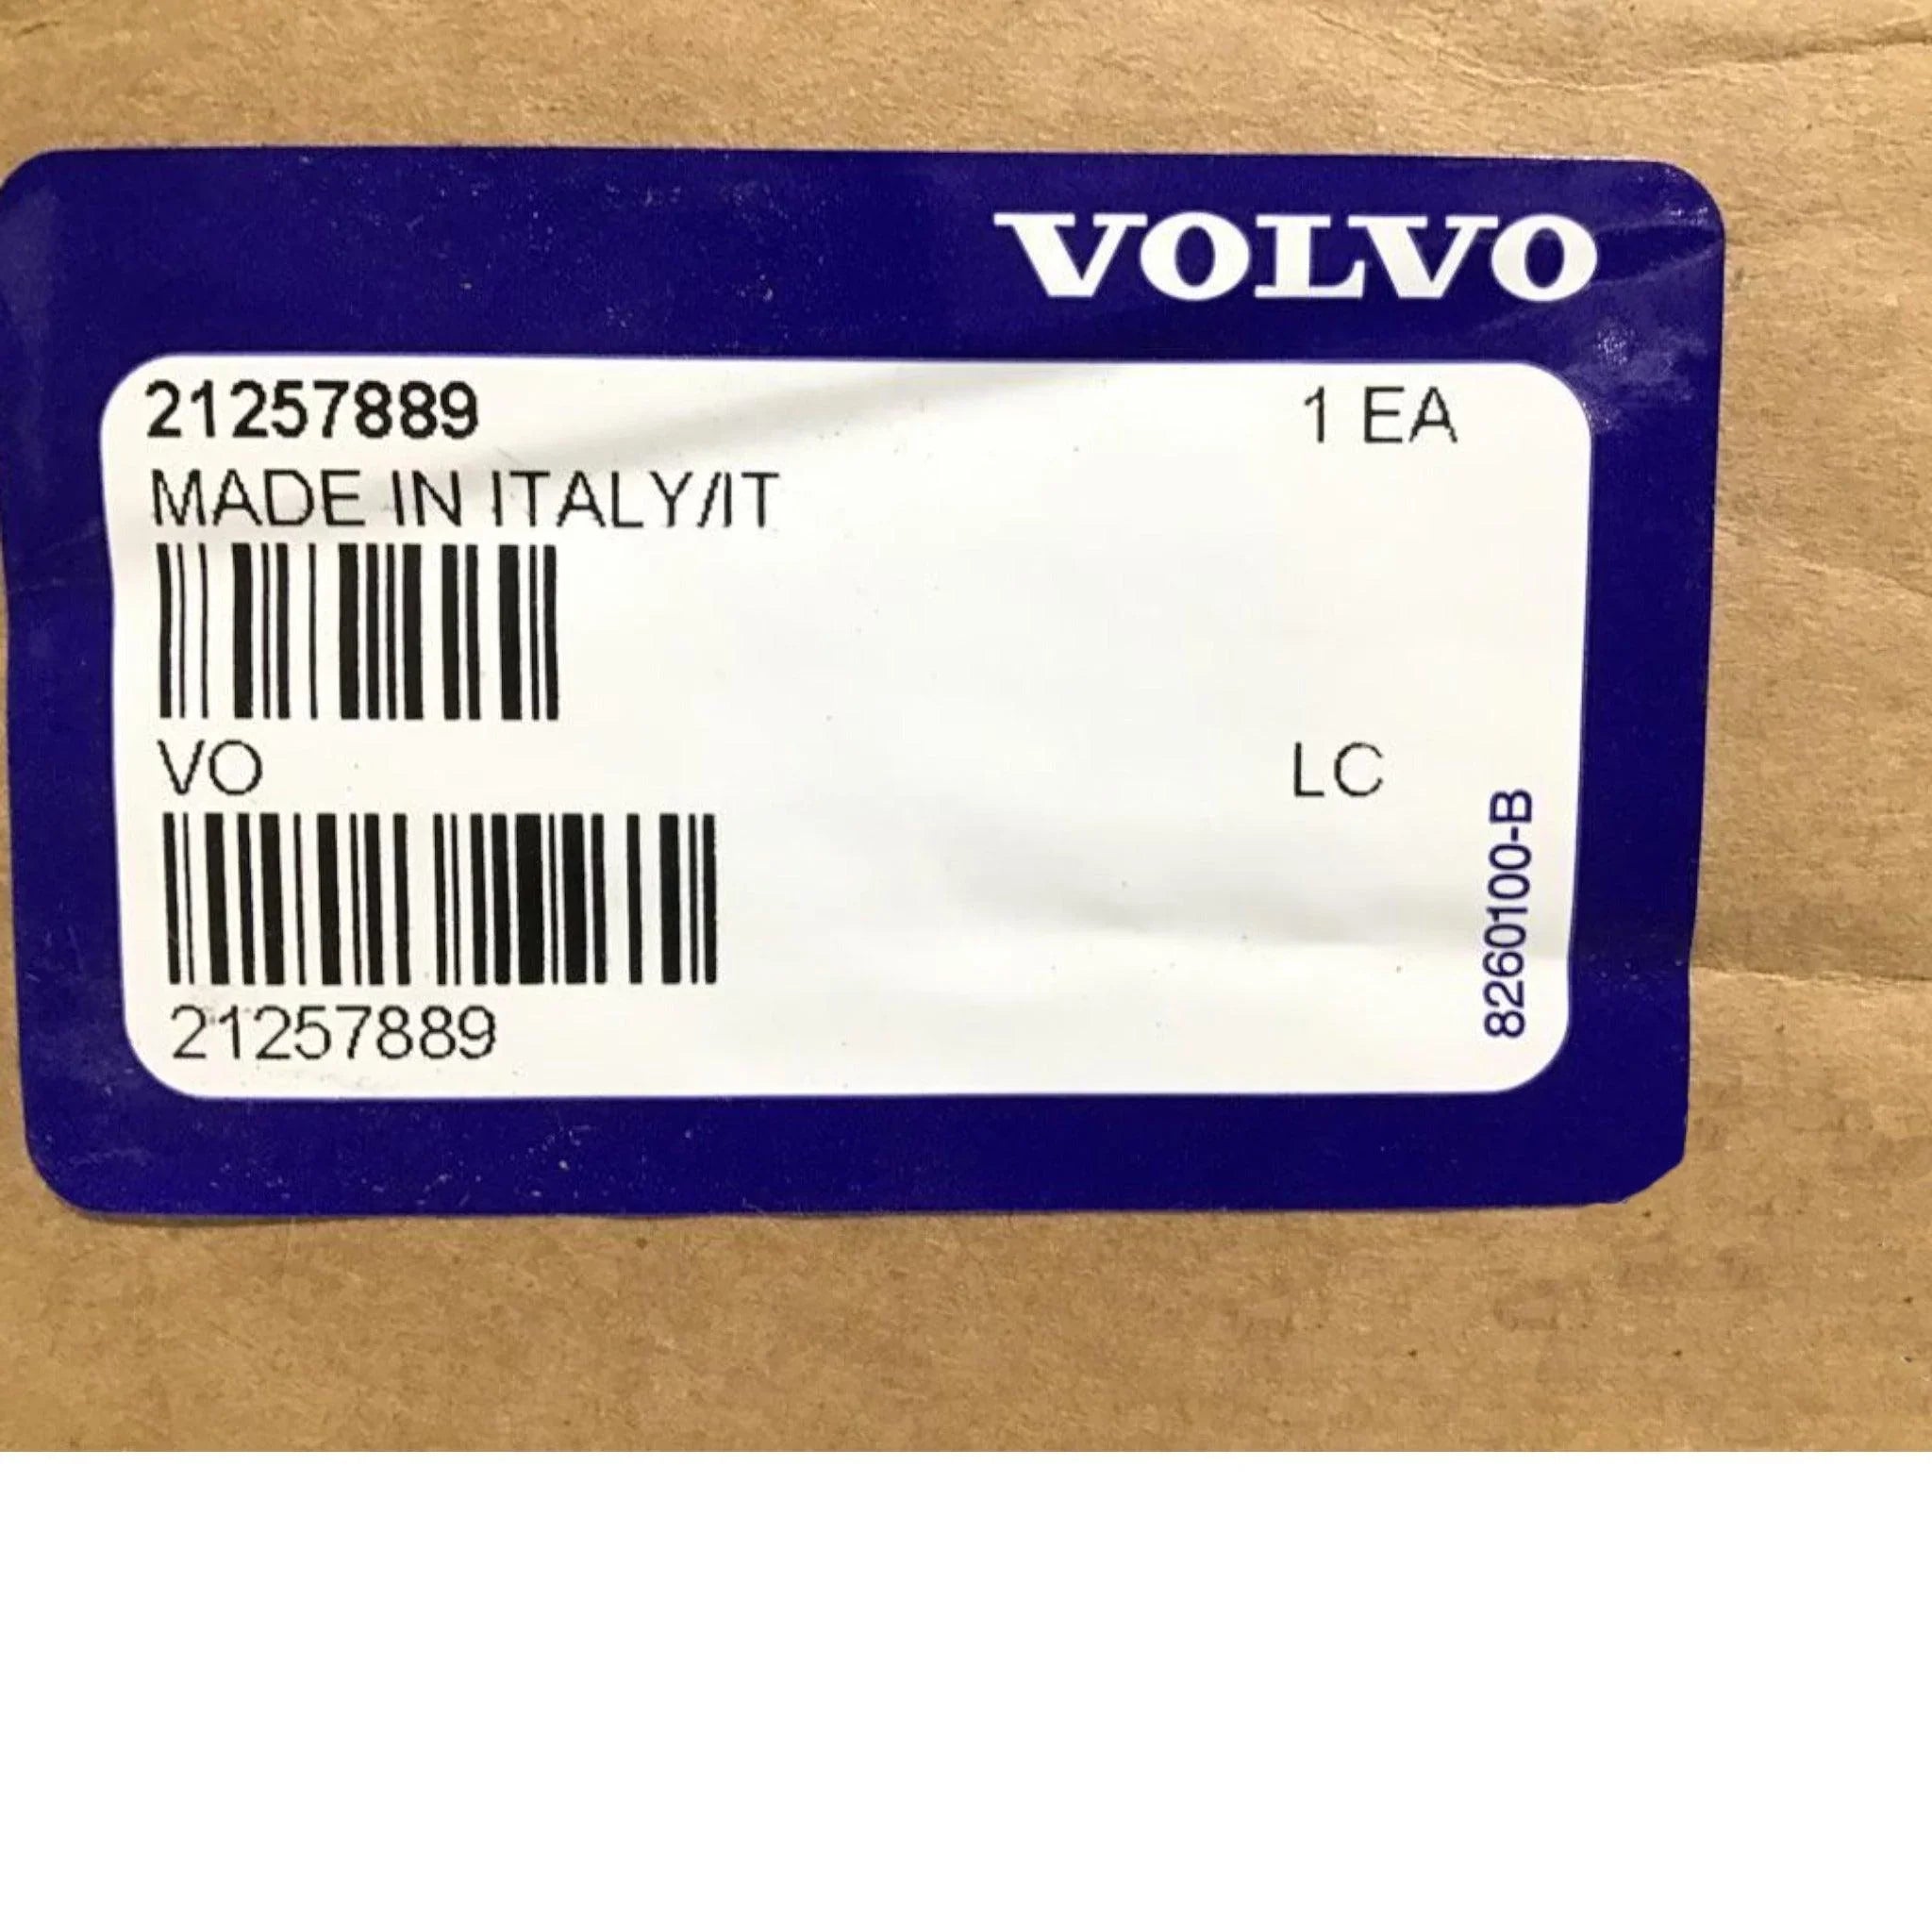 VOLVO
21257889 1 EA
MADE IN ITALY/IT
VO LC
21257889
8260100-B